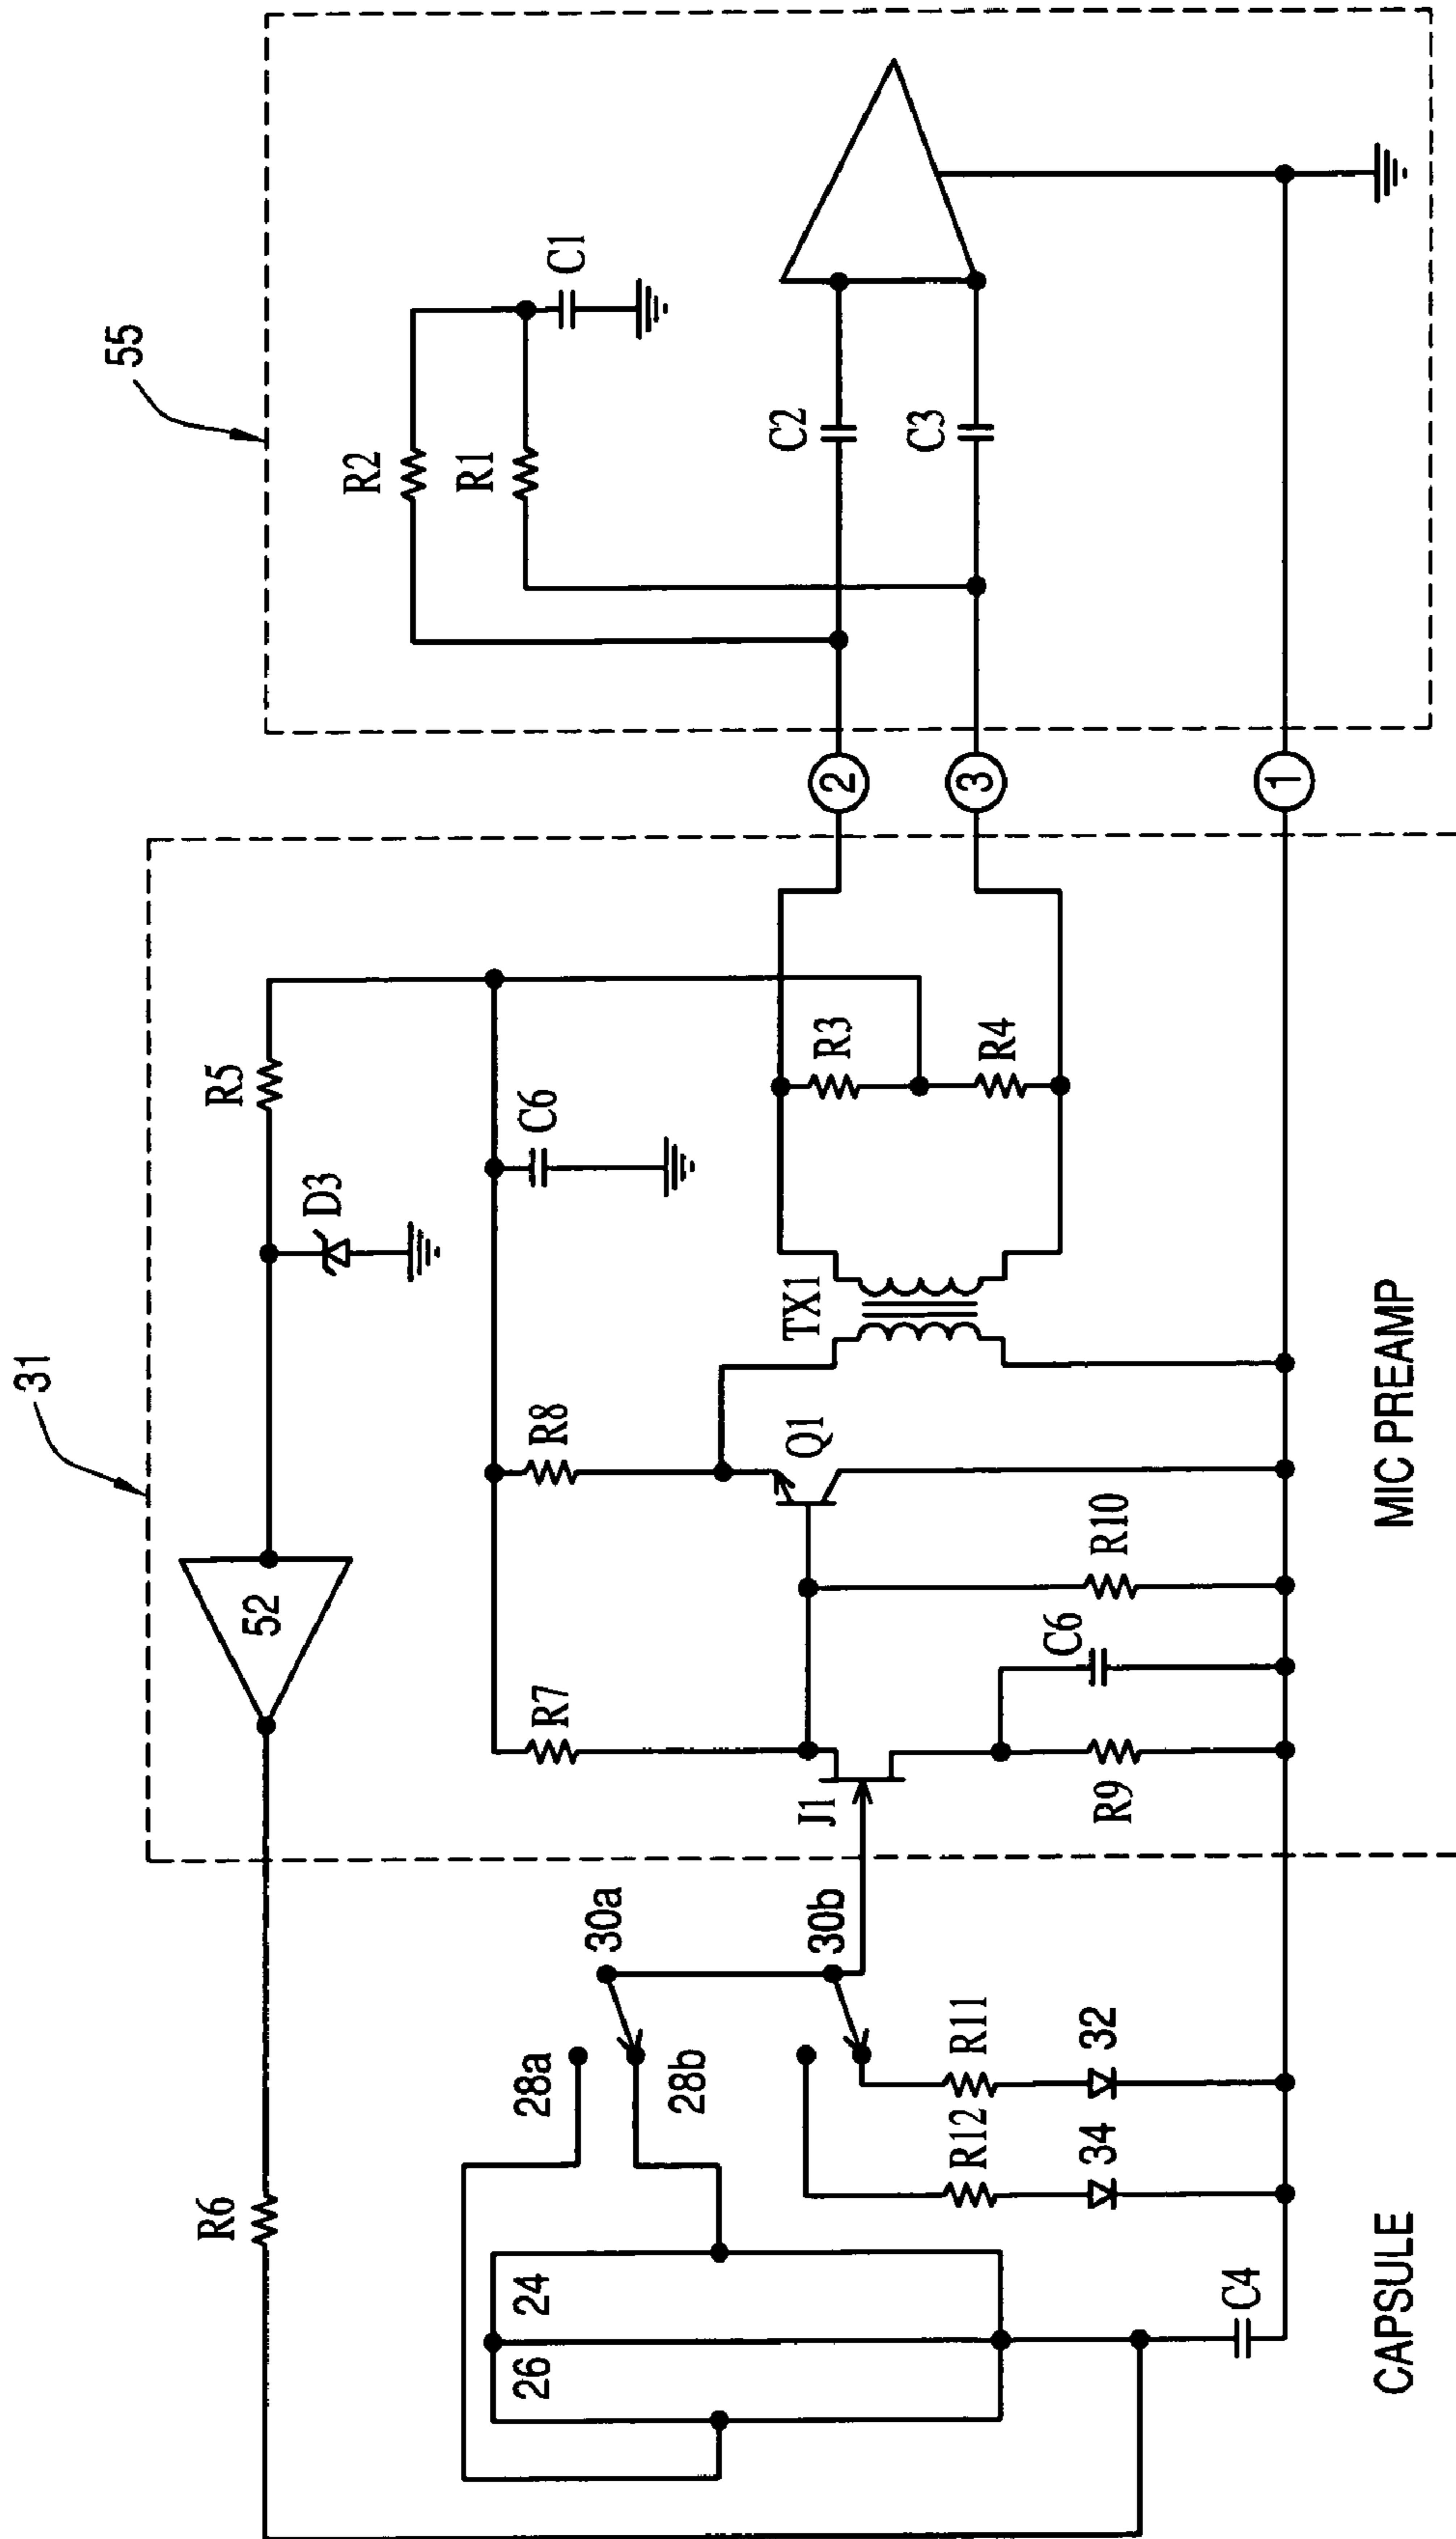 31
55
R6
52
R5
D3
R2
R1
C1
28a
30a
28b
R7
R8
C6
24
26
30b
J1
Q1
TX1
R3
R4
2
3
C2
C3
R12
R11
34
32
R9
C6
R10
C4
1
CAPSULE
MIC PREAMP